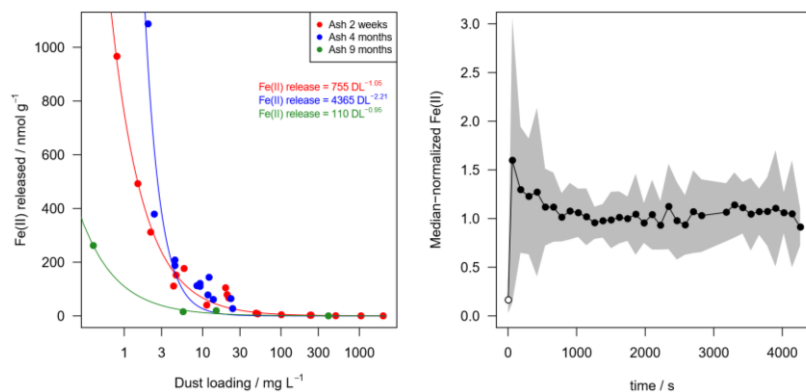 Ash 2 weeks
Ash 4 months
Ash 9 months
Fe(II) release = 755 DL⁻¹·⁰⁵
Fe(II) release = 4365 DL⁻²·²¹
Fe(II) release = 110 DL⁻⁰·⁹⁵
Fe(II) released / nmol g⁻¹
1000
800
600
400
200
0
1 3 10 30 100 300 1000
Dust loading / mg L⁻¹
Median−normalized Fe(II)
3.0
2.5
2.0
1.5
1.0
0.5
0.0
0 1000 2000 3000 4000
time / s